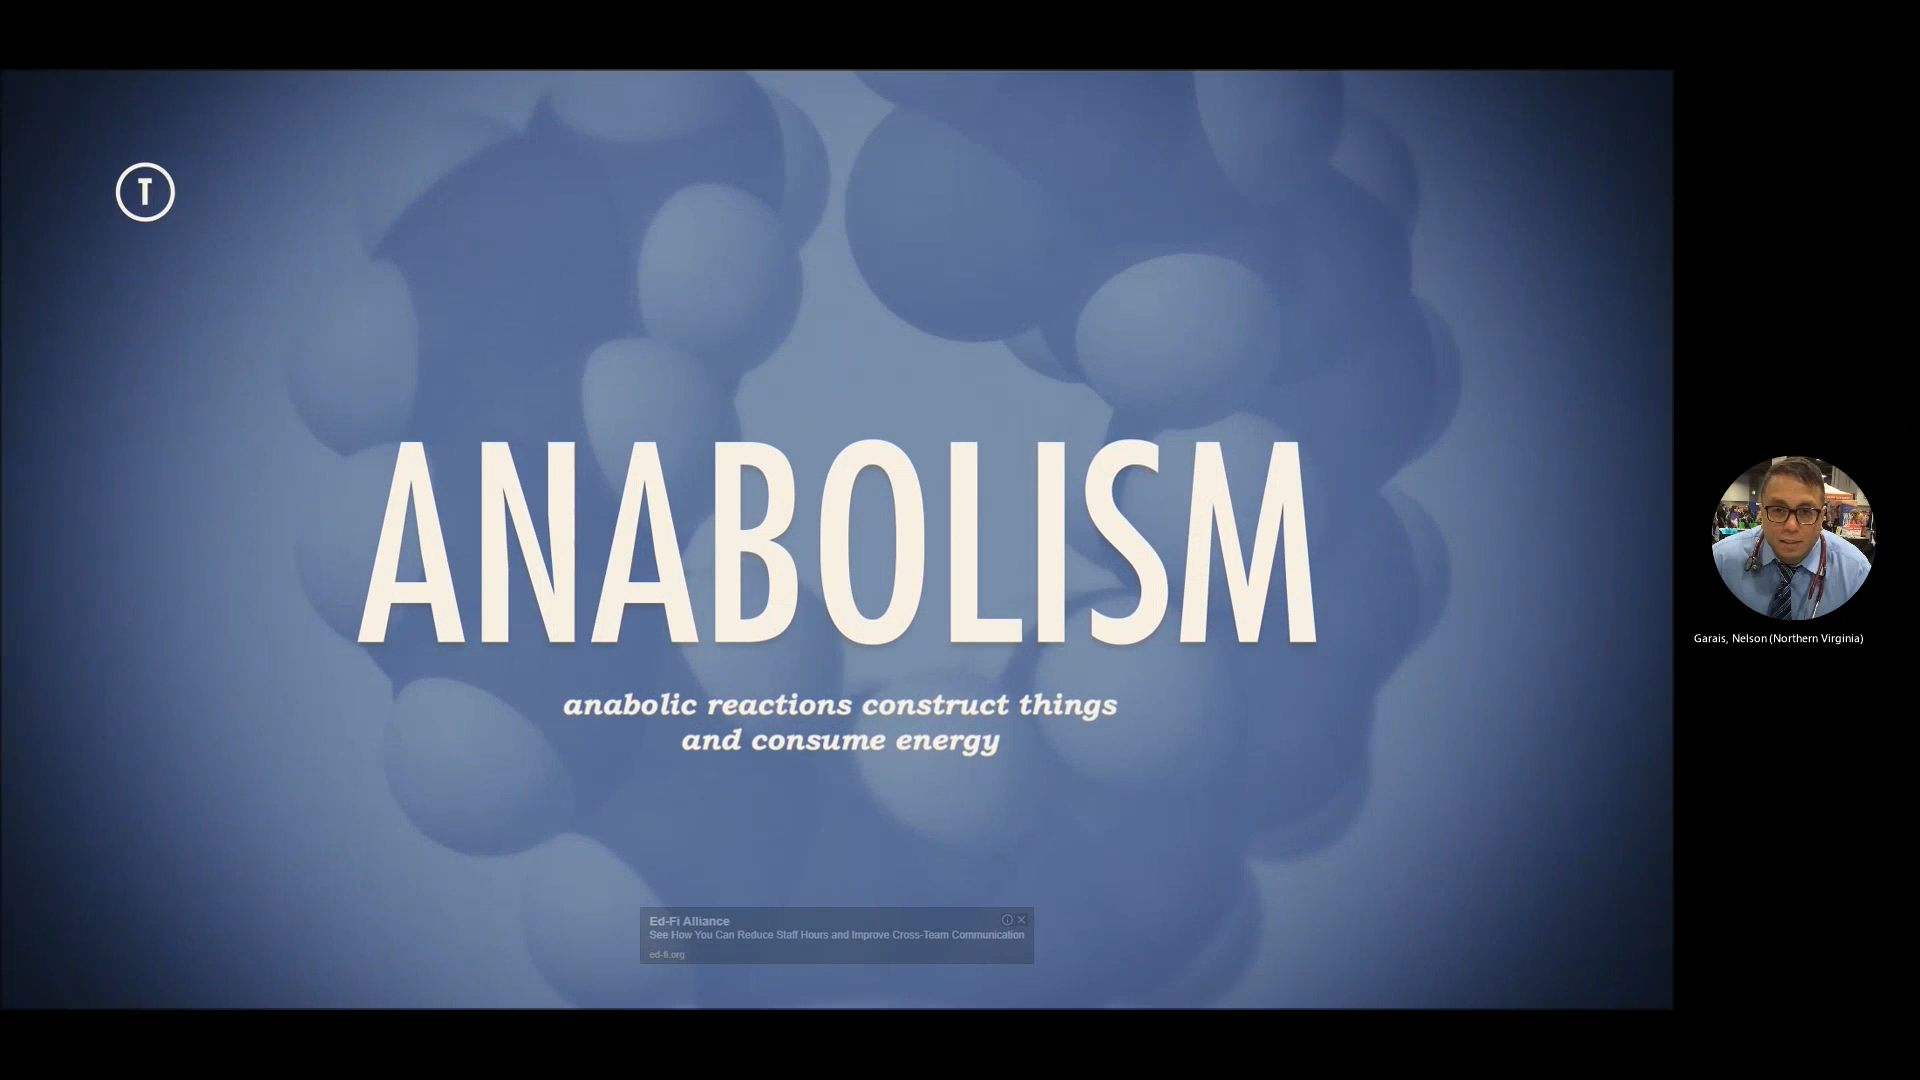 T
ANABOLISM
anabolic reactions construct things
and consume energy
Ed-Fi Alliance
See How You Can Reduce Staff Hours and Improve Cross-Team Communication
ed-fi.org
Garais, Nelson (Northern Virginia)